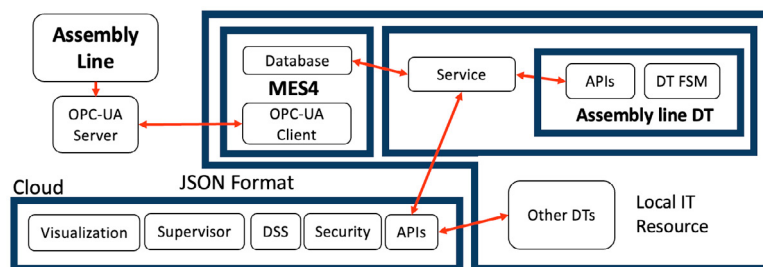 Assembly
Line
OPC-UA
Server
Database
MES4
OPC-UA
Client
Service
APIs
DT FSM
Assembly line DT
Cloud
JSON Format
Visualization
Supervisor
DSS
Security
APIs
Other DTs
Local IT
Resource